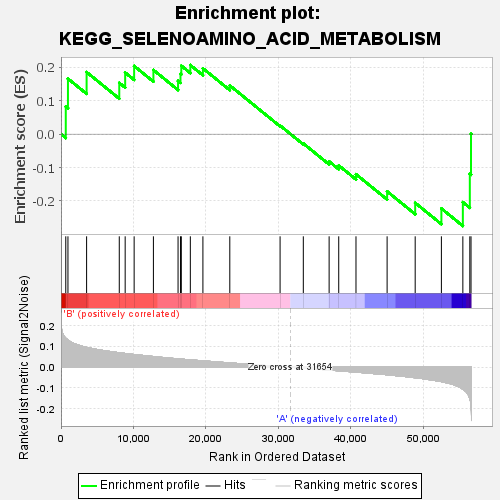 Enrichment plot:
KEGG_SELENOAMINO_ACID_METABOLISM
Enrichment score (ES)
0.2
0.1
0.0
-0.1
-0.2
'B' (positively correlated)
Ranked list metric (Signal2Noise)
0.2
0.1
0.0
-0.1
-0.2
Zero cross at 31654
'A' (negatively correlated)
0
10,000
20,000
30,000
40,000
50,000
Rank in Ordered Dataset
Enrichment profile
Hits
Ranking metric scores